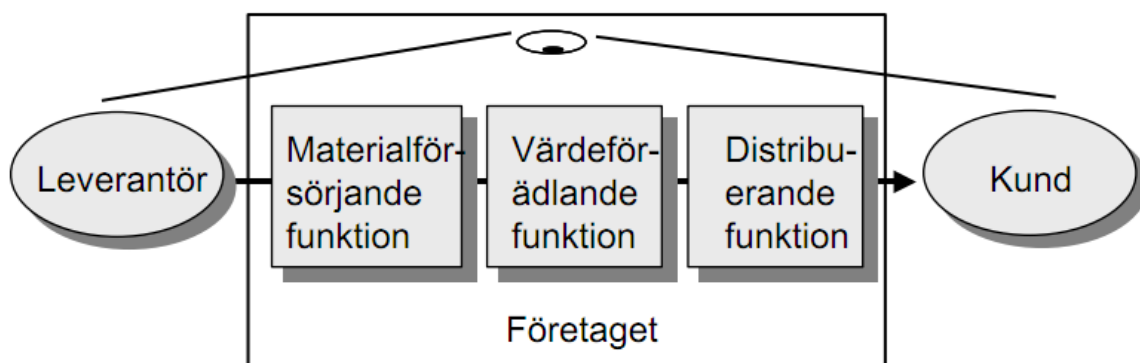 Leverantör
Materialför-
sörjande
funktion
Värdeför-
ädlande
funktion
Distribu-
erande
funktion
Kund
Företaget